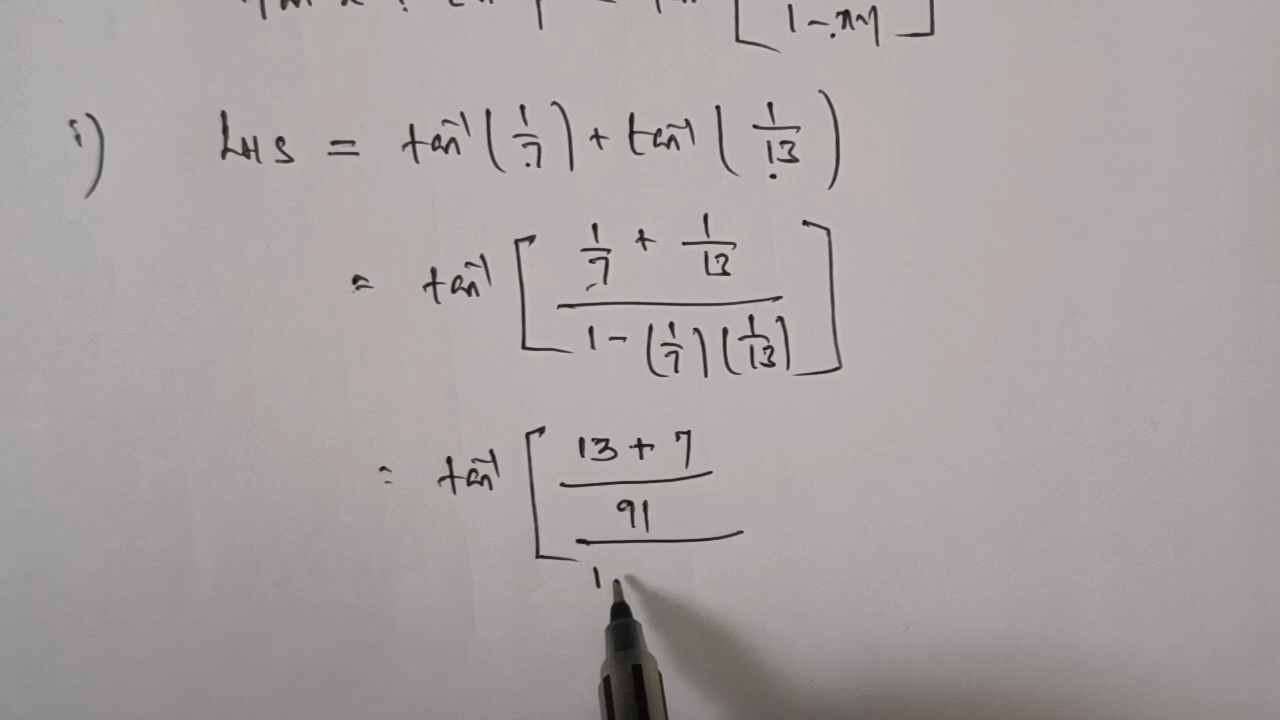 1 - xy
i) LHS = tan⁻¹(1/7) + tan⁻¹(1/13)
= tan⁻¹[(1/7 + 1/13)/(1 - (1/7)(1/13))]
= tan⁻¹[((13 + 7)/91)/1